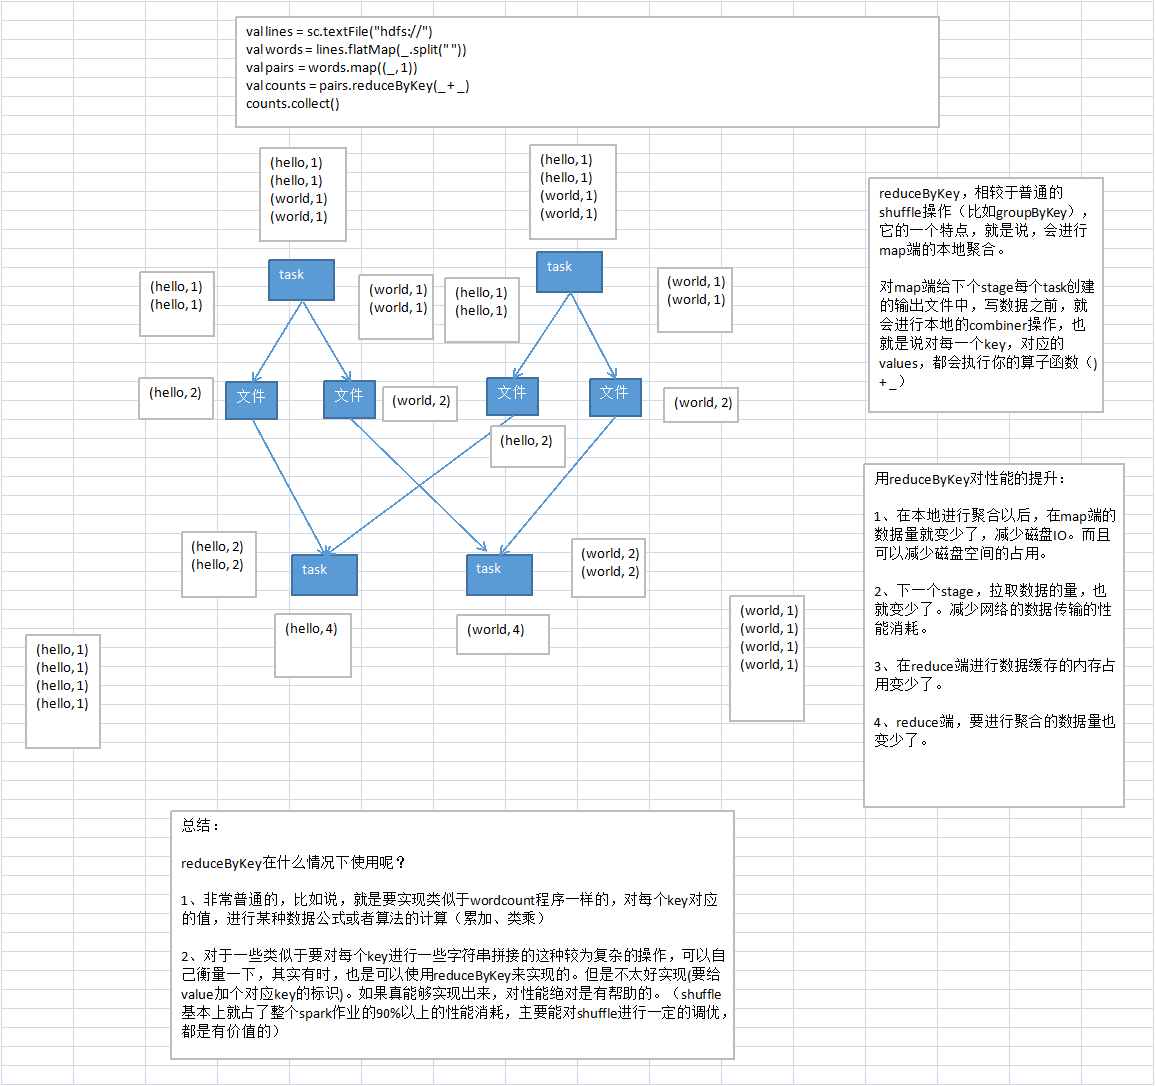 val lines = sc.textFile("hdfs://")
val words = lines.flatMap(_.split(" "))
val pairs = words.map((_, 1))
val counts = pairs.reduceByKey(_ + _)
counts.collect()
(hello, 1)
(hello, 1)
(world, 1)
(world, 1)
(hello, 1)
(hello, 1)
(world, 1)
(world, 1)
reduceByKey，相较于普通的
shuffle操作（比如groupByKey），
它的一个特点，就是说，会进行
map端的本地聚合。
对map端给下个stage每个task创建
的输出文件中，写数据之前，就
会进行本地的combiner操作，也
就是说对每一个key，对应的
values，都会执行你的算子函数（)
+ _）
task
task
(hello, 1)
(hello, 1)
(world, 1)
(world, 1)
(hello, 1)
(hello, 1)
(world, 1)
(world, 1)
(hello, 2)
文件
文件
(world, 2)
文件
文件
(world, 2)
(hello, 2)
用reduceByKey对性能的提升：
1、在本地进行聚合以后，在map端的
数据量就变少了，减少磁盘IO。而且
可以减少磁盘空间的占用。
2、下一个stage，拉取数据的量，也
就变少了。减少网络的数据传输的性
能消耗。
3、在reduce端进行数据缓存的内存占
用变少了。
4、reduce端，要进行聚合的数据量也
变少了。
(hello, 2)
(hello, 2)
task
task
(world, 2)
(world, 2)
(hello, 4)
(world, 4)
(world, 1)
(world, 1)
(world, 1)
(world, 1)
(hello, 1)
(hello, 1)
(hello, 1)
(hello, 1)
总结：
reduceByKey在什么情况下使用呢？
1、非常普通的，比如说，就是要实现类似于wordcount程序一样的，对每个key对应
的值，进行某种数据公式或者算法的计算（累加、类乘）
2、对于一些类似于要对每个key进行一些字符串拼接的这种较为复杂的操作，可以自
己衡量一下，其实有时，也是可以使用reduceByKey来实现的。但是不太好实现(要给
value加个对应key的标识)。如果真能够实现出来，对性能绝对是有帮助的。（shuffle
基本上就占了整个spark作业的90%以上的性能消耗，主要能对shuffle进行一定的调优，
都是有价值的）